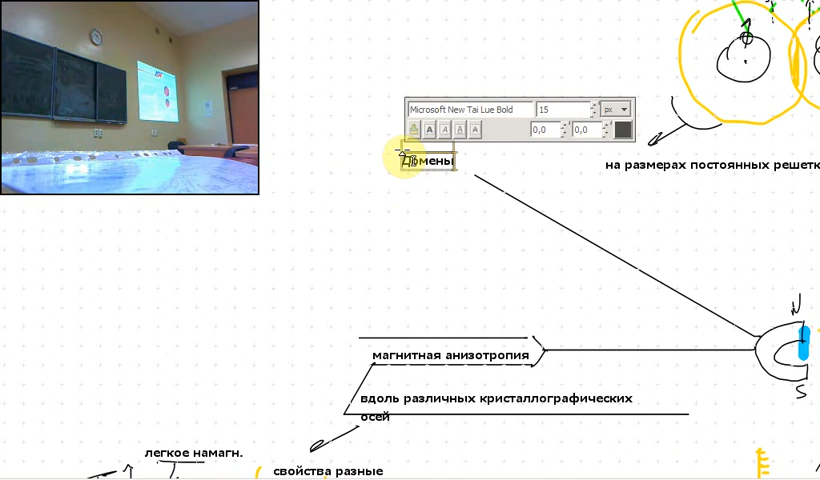 Microsoft New Tai Lue Bold
15
px
A A A A
0,0
0,0
Домены
на размерах постоянных решетк
N
S
магнитная анизотропия
вдоль различных кристаллографических
осей
легкое намагн.
свойства разные